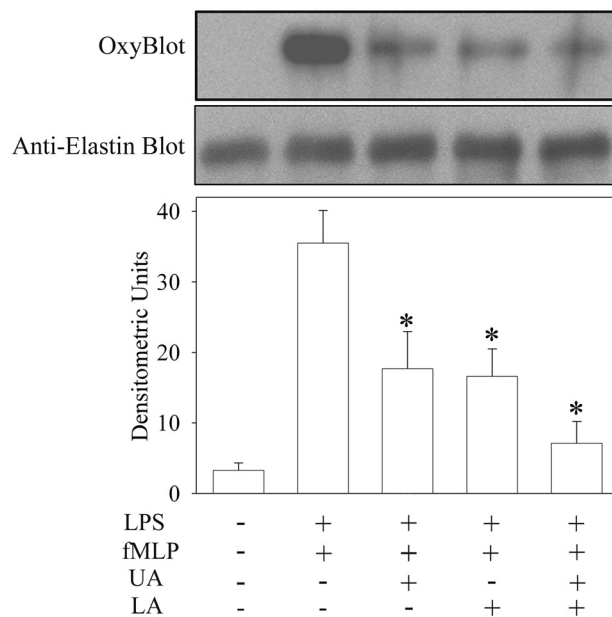 OxyBlot
Anti-Elastin Blot
Densitometric Units
40
30
20
10
0
* * *
LPS - + + + +
fMLP - + + + +
UA - - + - +
LA - - - + +